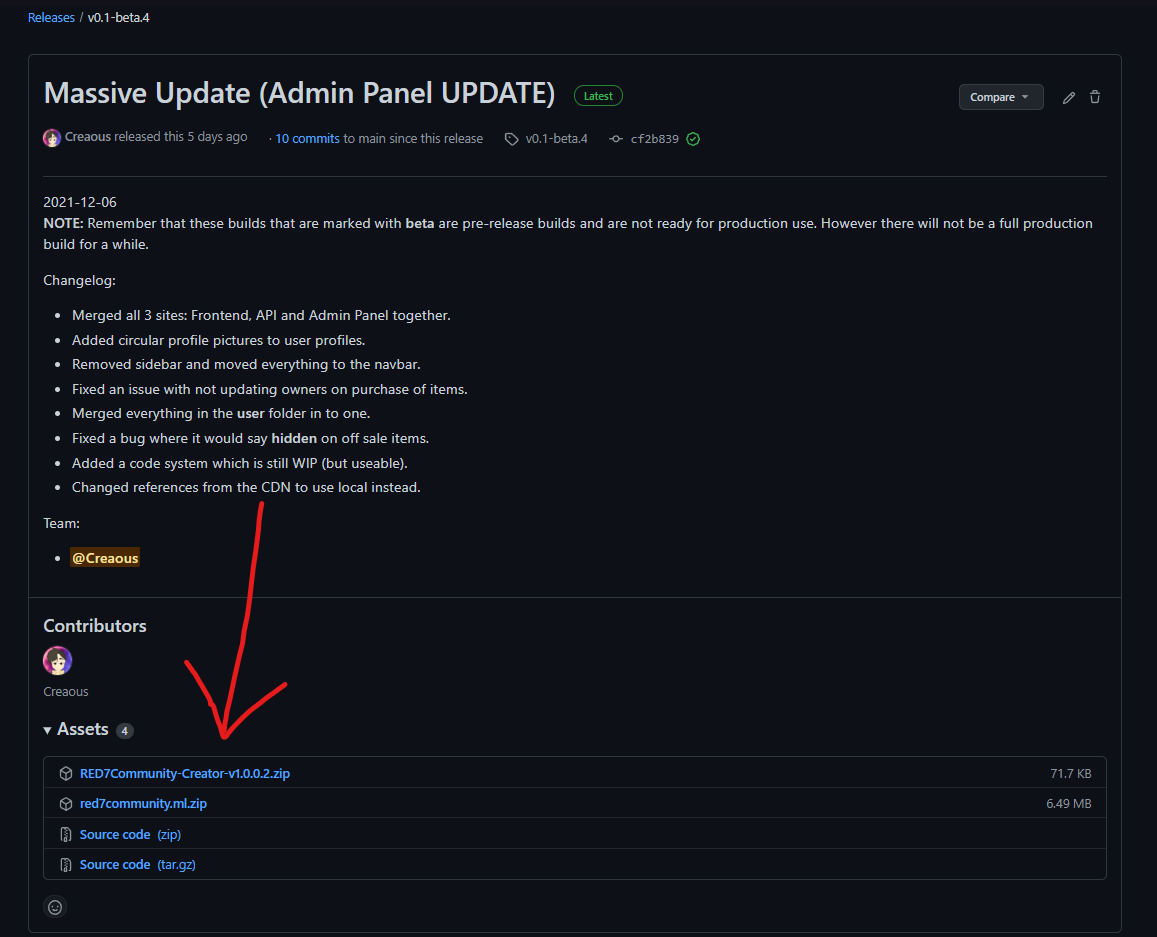 Releases / v0.1-beta.4
Massive Update (Admin Panel UPDATE) Latest Compare
Creaous released this 5 days ago · 10 commits to main since this release v0.1-beta.4 cf2b839
2021-12-06
NOTE: Remember that these builds that are marked with beta are pre-release builds and are not ready for production use. However there will not be a full production
build for a while.
Changelog:
• Merged all 3 sites: Frontend, API and Admin Panel together.
• Added circular profile pictures to user profiles.
• Removed sidebar and moved everything to the navbar.
• Fixed an issue with not updating owners on purchase of items.
• Merged everything in the user folder in to one.
• Fixed a bug where it would say hidden on off sale items.
• Added a code system which is still WIP (but useable).
• Changed references from the CDN to use local instead.
Team:
• @Creaous
Contributors
Creaous
Assets 4
RED7Community-Creator-v1.0.0.2.zip 71.7 KB
red7community.ml.zip 6.49 MB
Source code (zip)
Source code (tar.gz)